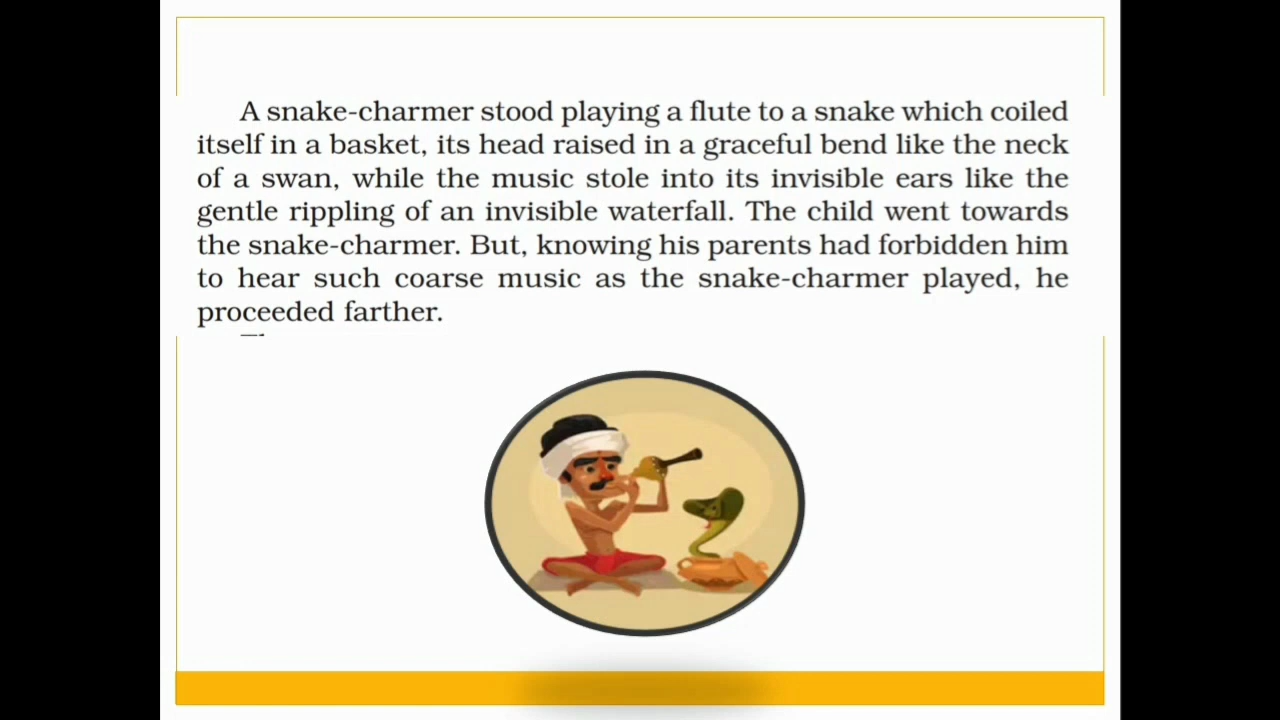 A snake-charmer stood playing a flute to a snake which coiled
itself in a basket, its head raised in a graceful bend like the neck
of a swan, while the music stole into its invisible ears like the
gentle rippling of an invisible waterfall. The child went towards
the snake-charmer. But, knowing his parents had forbidden him
to hear such coarse music as the snake-charmer played, he
proceeded farther.